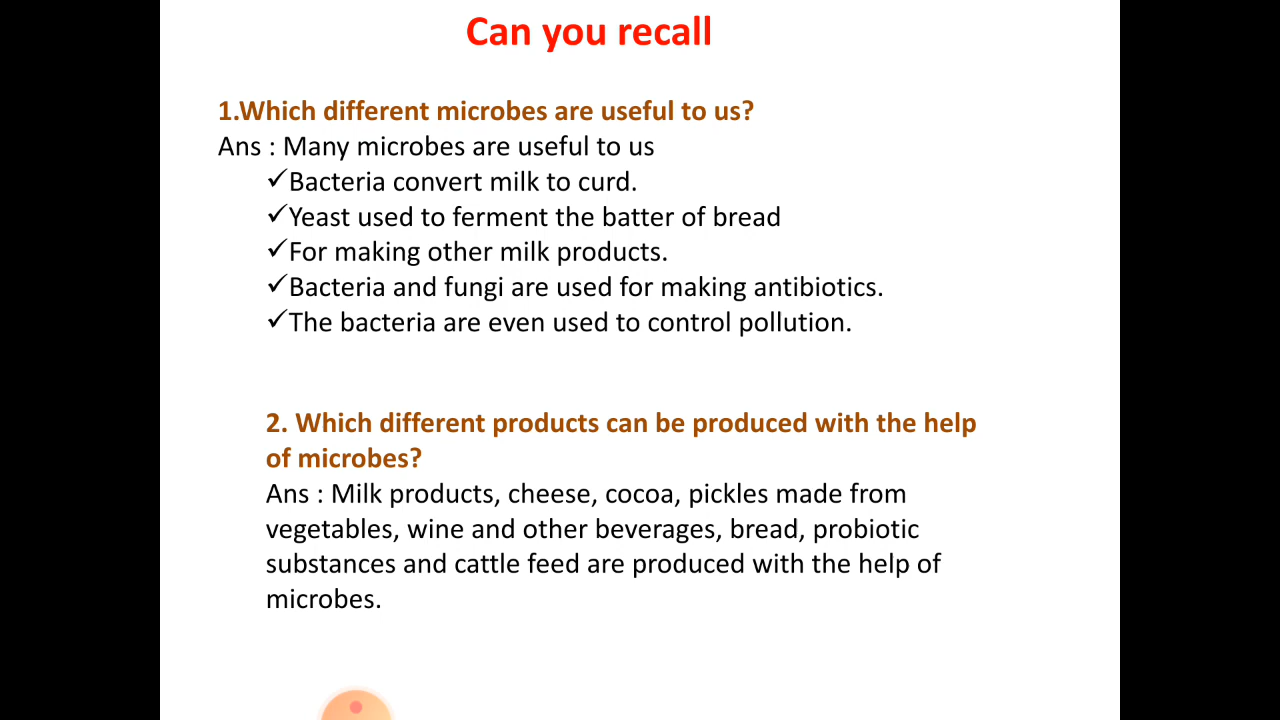 Can you recall
1.Which different microbes are useful to us?
Ans : Many microbes are useful to us
✓Bacteria convert milk to curd.
✓Yeast used to ferment the batter of bread
✓For making other milk products.
✓Bacteria and fungi are used for making antibiotics.
✓The bacteria are even used to control pollution.
2. Which different products can be produced with the help
of microbes?
Ans : Milk products, cheese, cocoa, pickles made from
vegetables, wine and other beverages, bread, probiotic
substances and cattle feed are produced with the help of
microbes.